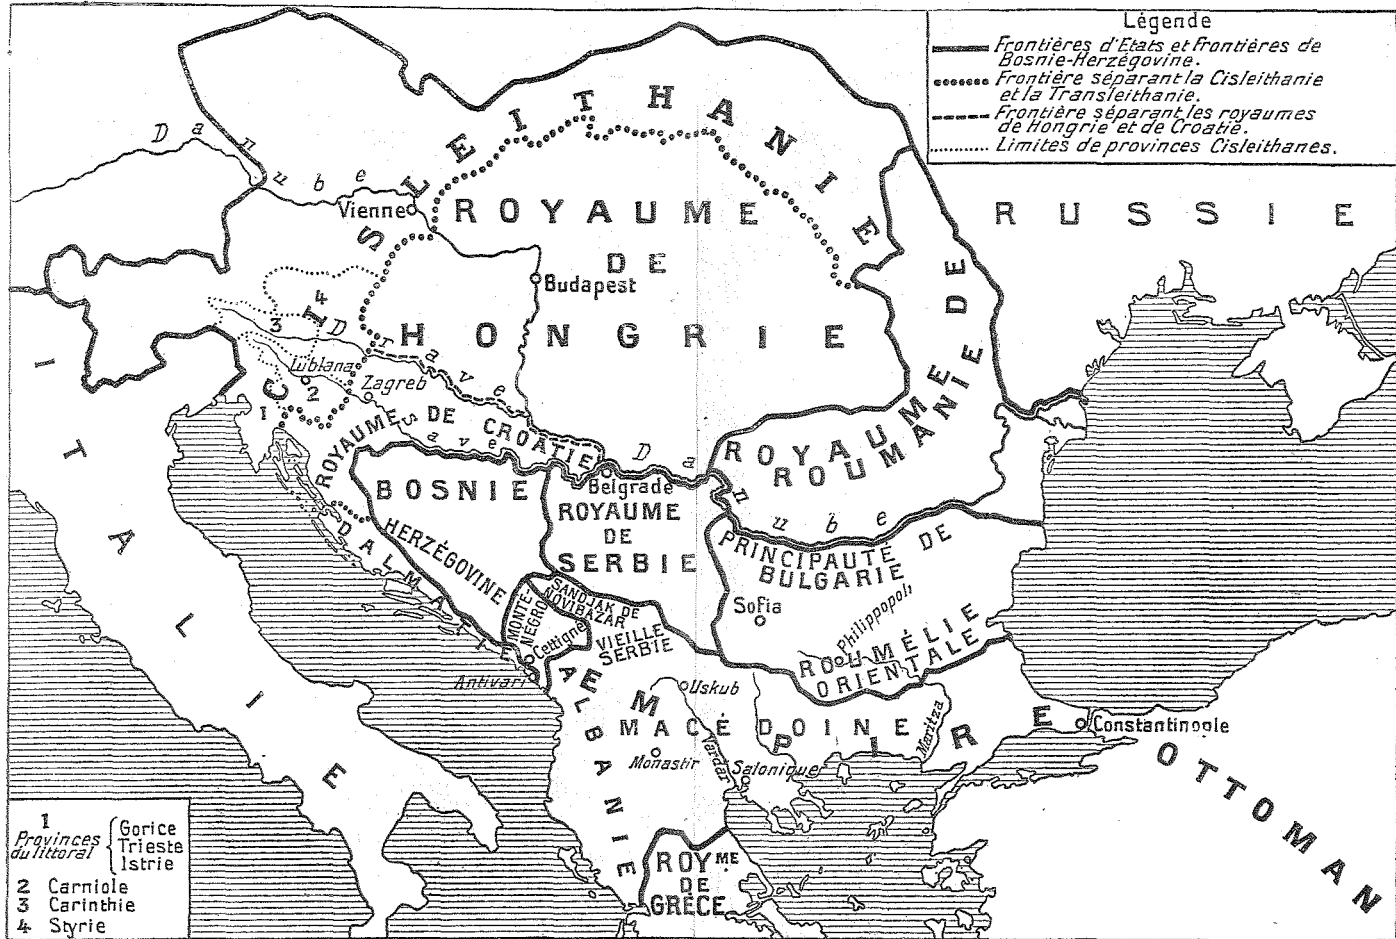 Légende
Frontières d'Etats et Frontières de
Bosnie-Herzégovine.
Frontière séparant la Cisleithanie
et la Transleithanie.
Frontière séparant les royaumes
de Hongrie et de Croatie.
Limites de provinces Cisleithanes.
Danube
CISLEITHANIE
Vienne
ROYAUME
DE
HONGRIE
Budapest
RUSSIE
4
3
Drave
Lublana
2
1
Zagreb
Save
ROYAUME DE CROATIE
ITALIE
ROYAUME DE
ROUMANIE
Danube
Belgrade
BOSNIE
HERZÉGOVINE
DALMATIE
ROYAUME
DE
SERBIE
PRINCIPAUTÉ DE
BULGARIE
Sofia
Philippopoli
ROUMÉLIE
ORIENTALE
MONTÉ-
NEGRO
Cettigné
Antivari
SANDJAK DE
NOVIBAZAR
VIEILLE
SERBIE
Uskub
ALBANIE
MACÉDOINE
Monastir
Vardar
Salonique
Maritza
EMPIRE
OTTOMAN
Constantinople
ROYME
DE
GRÈCE
1
Provinces
du littoral
Gorice
Trieste
Istrie
2 Carniole
3 Carinthie
4 Styrie